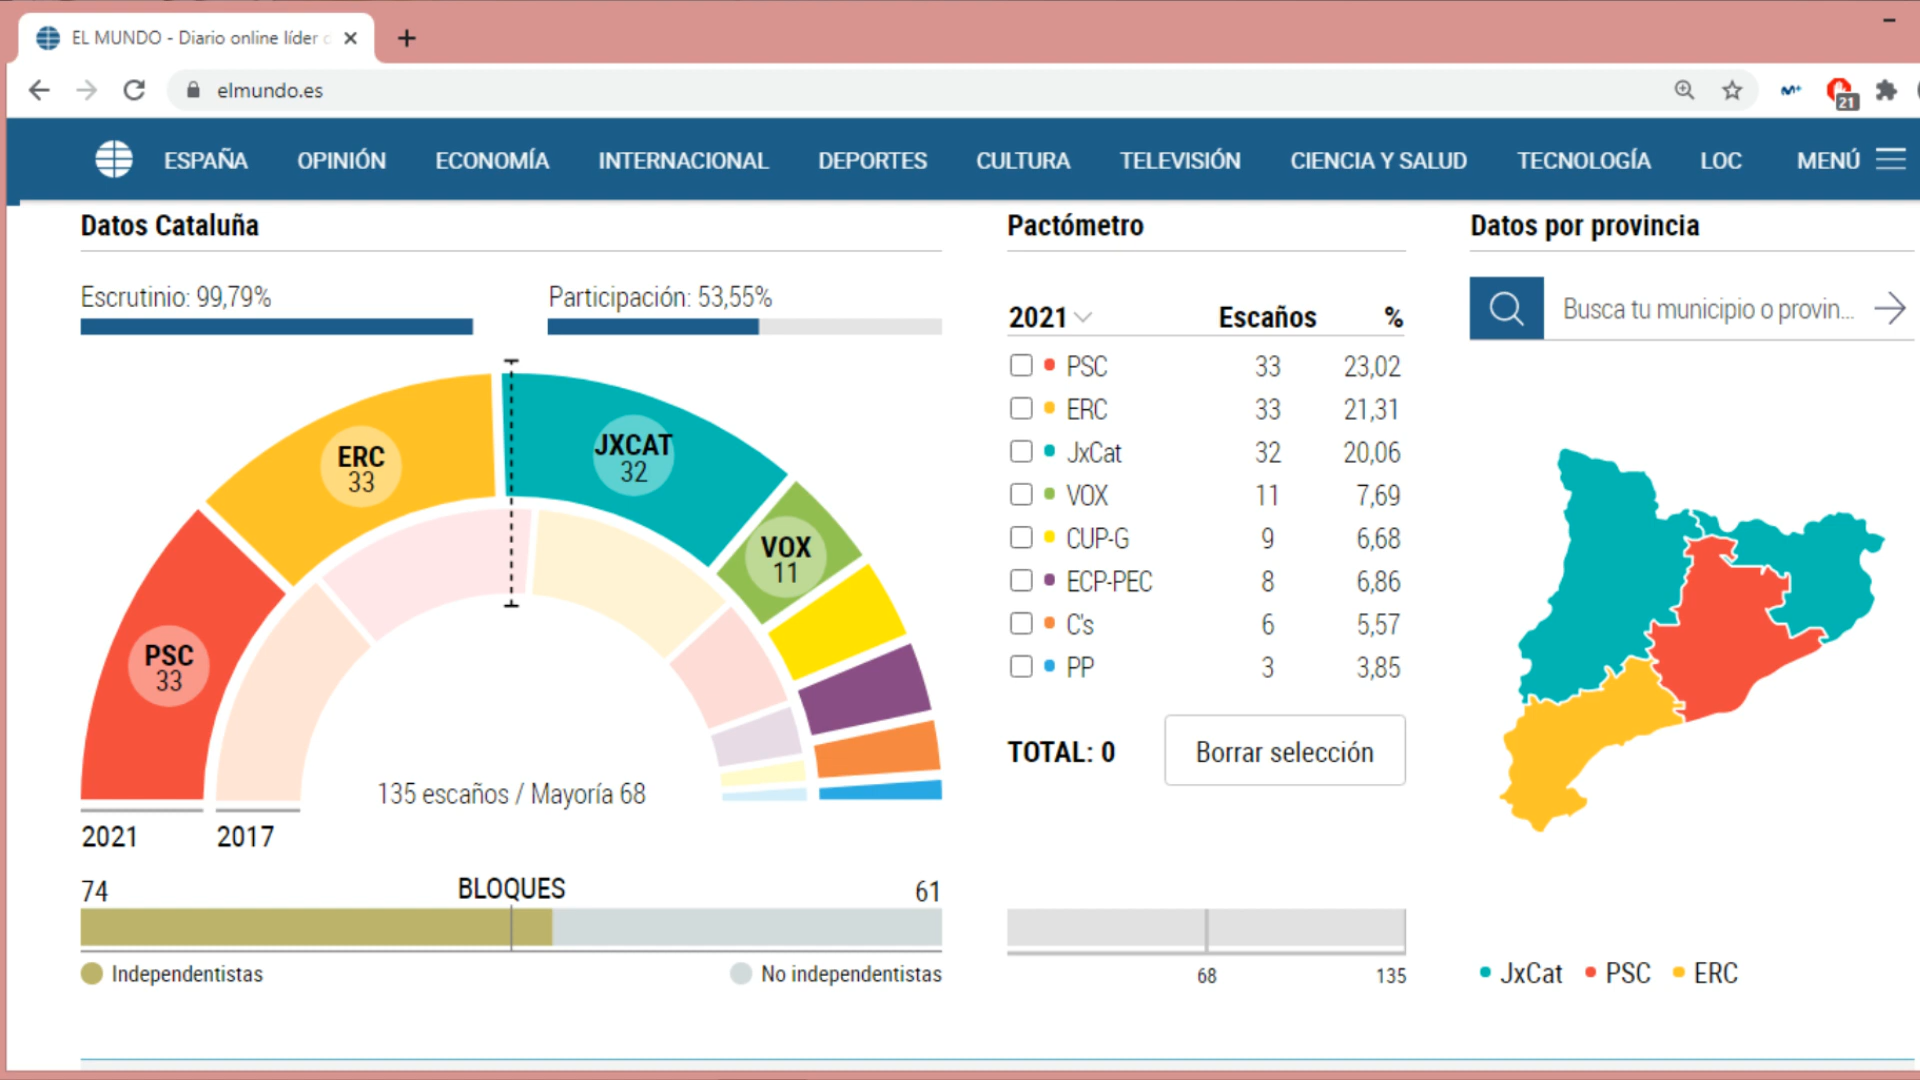 EL MUNDO - Diario online líder
elmundo.es
21
ESPAÑA OPINIÓN ECONOMÍA INTERNACIONAL DEPORTES CULTURA TELEVISIÓN CIENCIA Y SALUD TECNOLOGÍA LOC MENÚ
Datos Cataluña
Escrutinio: 99,79%
Participación: 53,55%
ERC
33
JXCAT
32
VOX
11
PSC
33
135 escaños / Mayoría 68
2021
2017
74
BLOQUES
61
Independentistas
No independentistas
Pactómetro
2021 Escaños %
PSC 33 23,02
ERC 33 21,31
JxCat 32 20,06
VOX 11 7,69
CUP-G 9 6,68
ECP-PEC 8 6,86
C's 6 5,57
PP 3 3,85
TOTAL: 0
Borrar selección
68
135
Datos por provincia
Busca tu municipio o provin...
JxCat PSC ERC